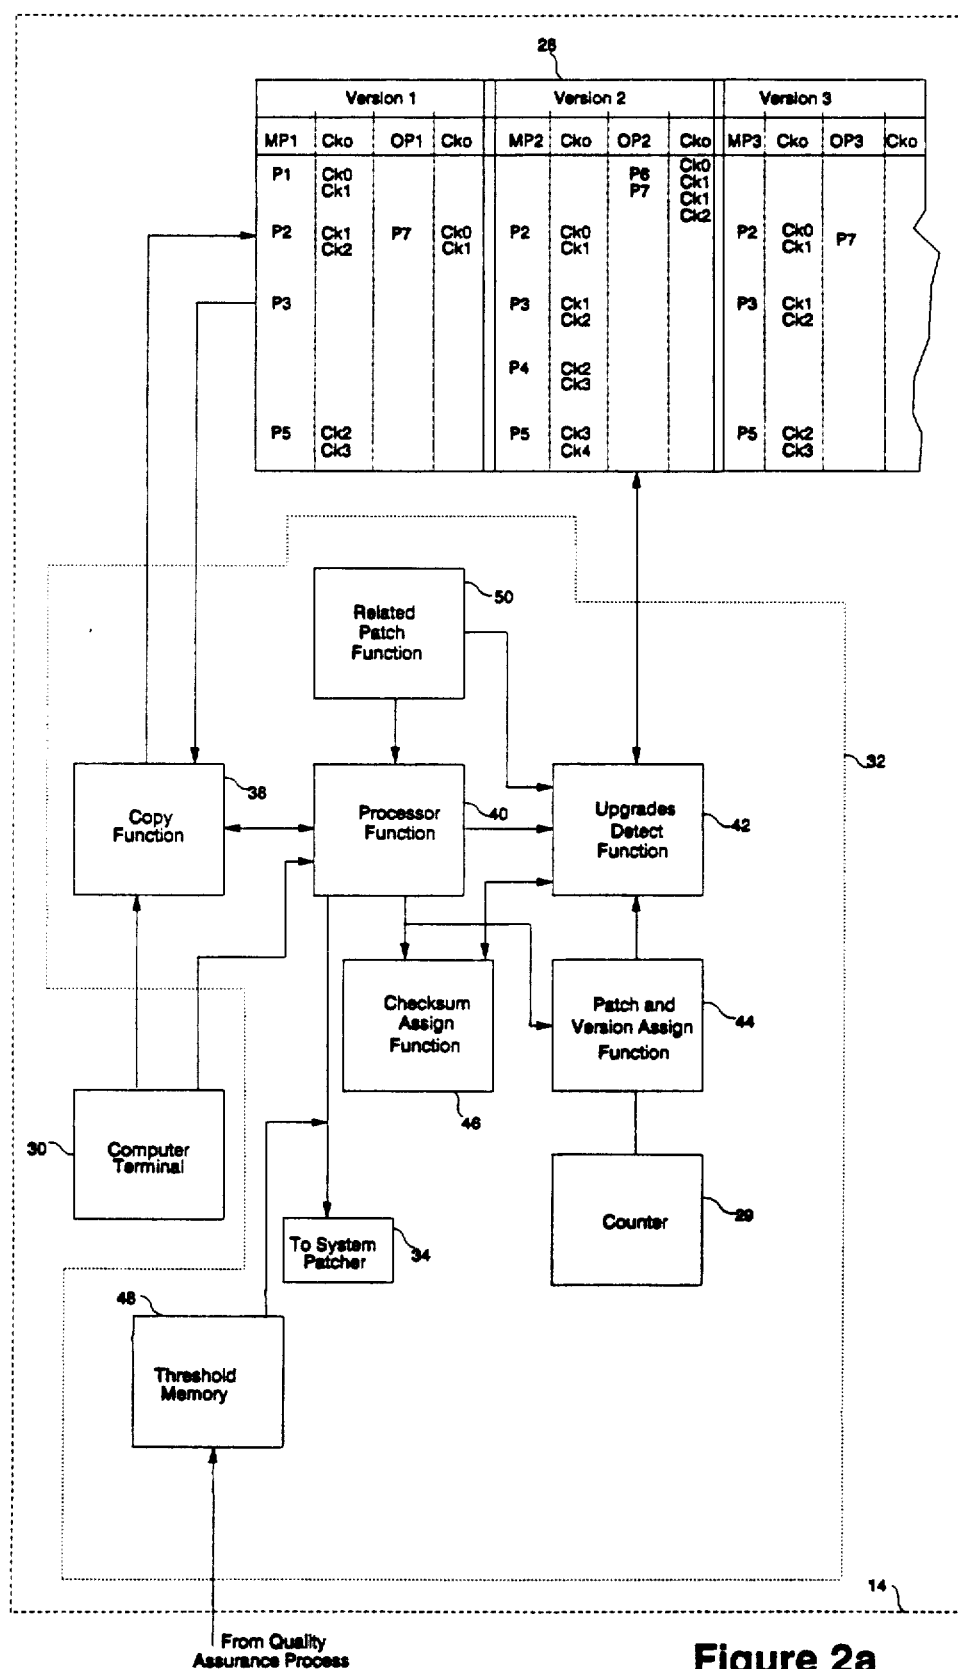 28
Version 1 Version 2 Version 3
MP1 Cko OP1 Cko MP2 Cko OP2 Cko MP3 Cko OP3 Cko
P1 Ck0 P6 Ck0
Ck1 P7 Ck1
Ck1
Ck2
P2 Ck1 P7 Ck0 P2 Ck0 P2 Ck0 P7
Ck2 Ck1 Ck1 Ck1
P3 P3 Ck1 P3 Ck1
Ck2 Ck2
P4 Ck2
Ck3
P5 Ck2 P5 Ck3 P5 Ck2
Ck3 Ck4 Ck3
50
Related
Patch
Function
32
38
Copy
Function
40
Processor
Function
42
Upgrades
Detect
Function
Checksum
Assign
Function
46
Patch and
Version Assign
Function
44
30
Computer
Terminal
Counter
29
To System
Patcher
34
48
Threshold
Memory
14
From Quality
Assurance Process
Figure 2a